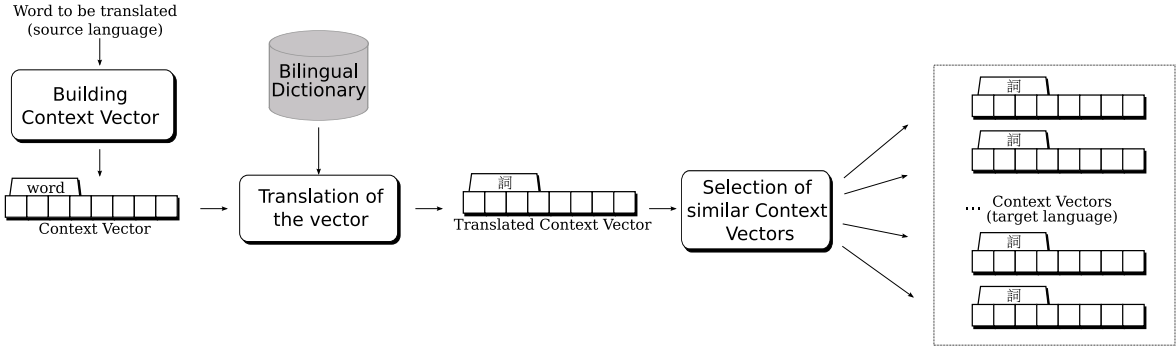 Word to be translated
(source language)
Building
Context Vector
word
Context Vector
Bilingual
Dictionary
Translation of
the vector
詞
Translated Context Vector
Selection of
similar Context
Vectors
詞
詞
... Context Vectors
(target language)
詞
詞